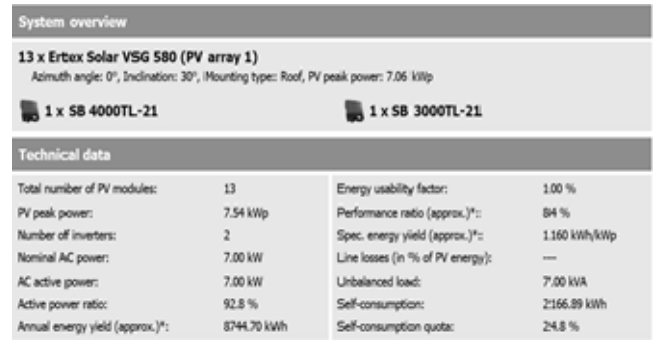 System overview
13 x Ertex Solar VSG 580 (PV array 1)
Azimuth angle: 0°, Inclination: 30°, Mounting type:: Roof, PV peak power: 7.06 kWp
1 x SB 4000TL-21
1 x SB 3000TL-21
Technical data
Total number of PV modules: 13 Energy usability factor: 1.00 %
PV peak power: 7.54 kWp Performance ratio (approx.)*:: 84 %
Number of inverters: 2 Spec. energy yield (approx.)*:: 1.160 kWh/kWp
Nominal AC power: 7.00 kW Line losses (in % of PV energy): ---
AC active power: 7.00 kW Unbalanced load: 7.00 kVA
Active power ratio: 92.8 % Self-consumption: 2166.89 kWh
Annual energy yield (approx.)*: 8744.70 kWh Self-consumption quota: 24.8 %